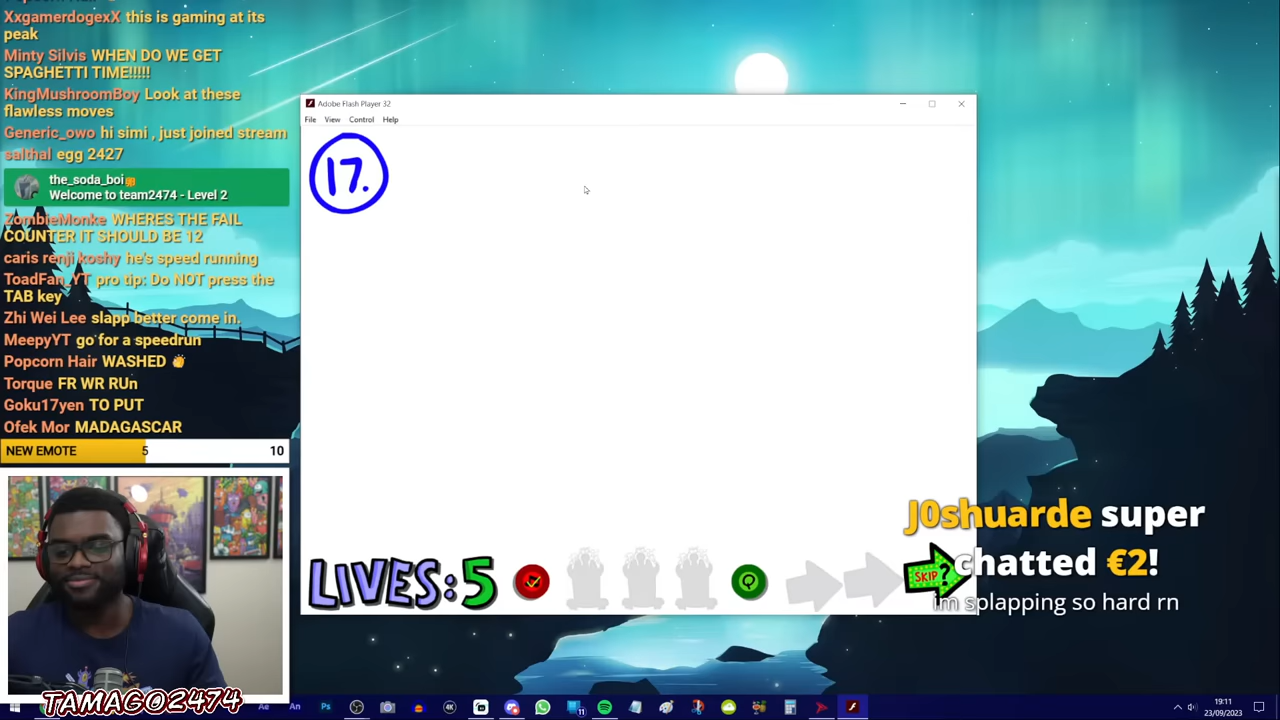 XxgamerdogexX this is gaming at its
peak
Minty Silvis WHEN DO WE GET
SPAGHETTI TIME!!!!!
KingMushroomBoy Look at these
flawless moves
Generic_owo hi simi , just joined stream
salthal egg 2427
the_soda_boi
Welcome to team2474 - Level 2
ZombieMonke WHERES THE FAIL
COUNTER IT SHOULD BE 12
caris renji koshy he's speed running
ToadFan_YT pro tip: Do NOT press the
TAB key
Zhi Wei Lee slapp better come in.
MeepyYT go for a speedrun
Popcorn Hair WASHED 👏
Torque FR WR RUn
Goku17yen TO PUT
Ofek Mor MADAGASCAR
NEW EMOTE 5 10
TAMAGO2474
Adobe Flash Player 32
File View Control Help
17.
LIVES:5
SKIP?
J0shuarde super
chatted €2!
im splapping so hard rn
Ae An Ps 4K 11
19:11
23/09/2023